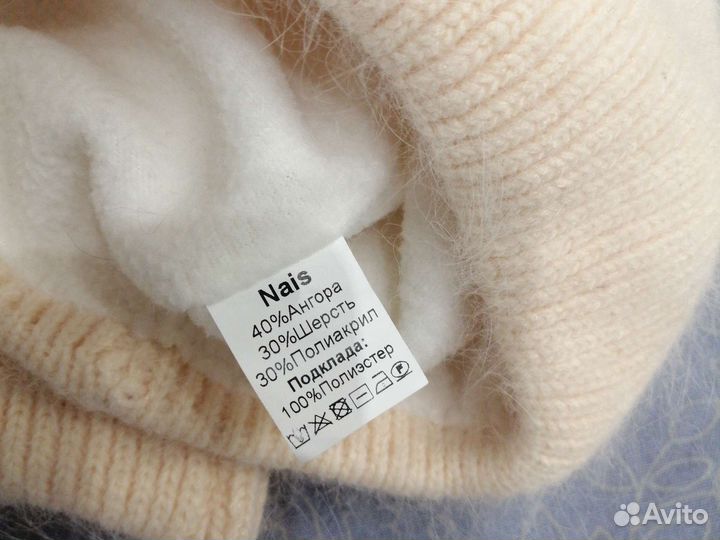 Nais
40%Ангора
30%Шерсть
30%Полиакрил
Подклада:
100%Полиэстер
Avito